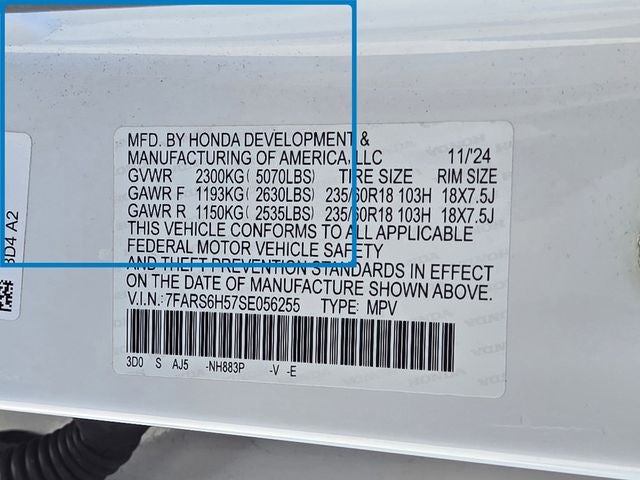 MFD. BY HONDA DEVELOPMENT &
MANUFACTURING OF AMERICA, LLC 11/'24
GVWR 2300KG ( 5070LBS) TIRE SIZE RIM SIZE
GAWR F 1193KG ( 2630LBS) 235/60R18 103H 18X7.5J
GAWR R 1150KG ( 2535LBS) 235/60R18 103H 18X7.5J
THIS VEHICLE CONFORMS TO ALL APPLICABLE
FEDERAL MOTOR VEHICLE SAFETY
AND THEFT PREVENTION STANDARDS IN EFFECT
ON THE DATE OF MANUFACTURE SHOWN ABOVE.
V.I.N.:7FARS6H57SE056255 TYPE: MPV
3D0 S AJ5 -NH883P -V -E
3D4 A2